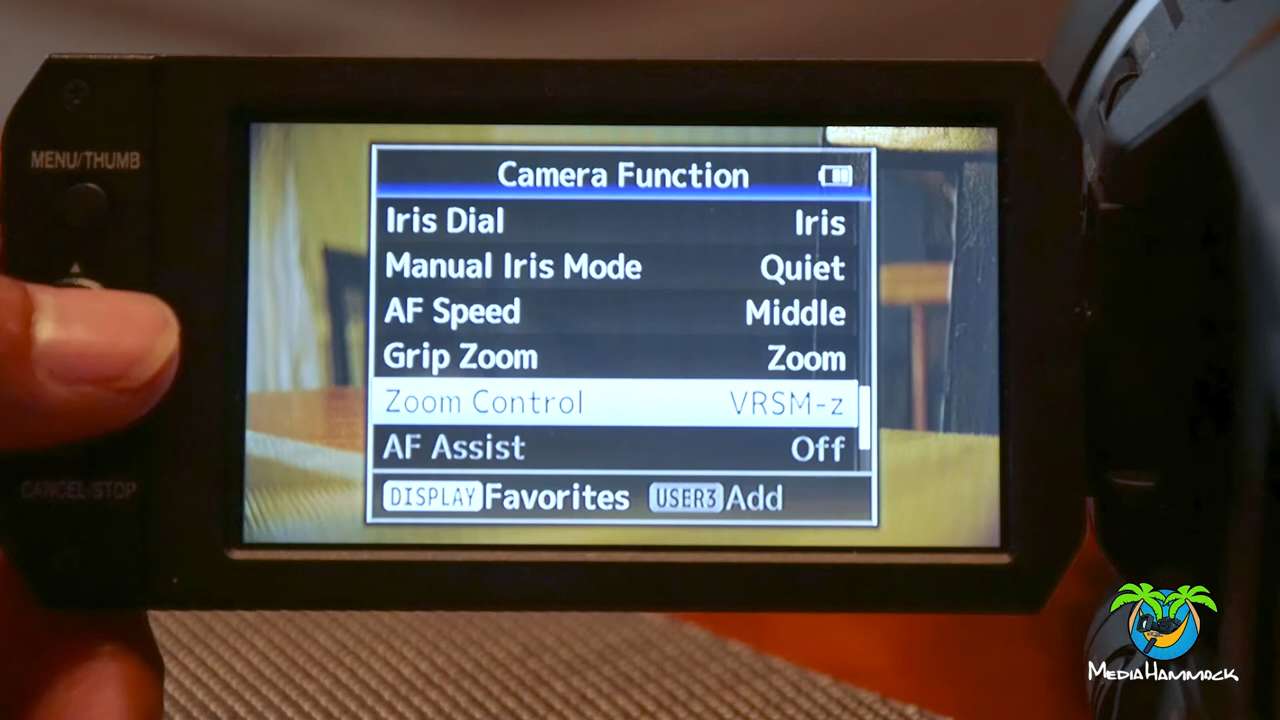 MENU/THUMB
Camera Function
Iris Dial Iris
Manual Iris Mode Quiet
AF Speed Middle
Grip Zoom Zoom
Zoom Control VRSM-z
AF Assist Off
DISPLAY Favorites USER3 Add
CANCEL/STOP
MEDIAHAMMOCK